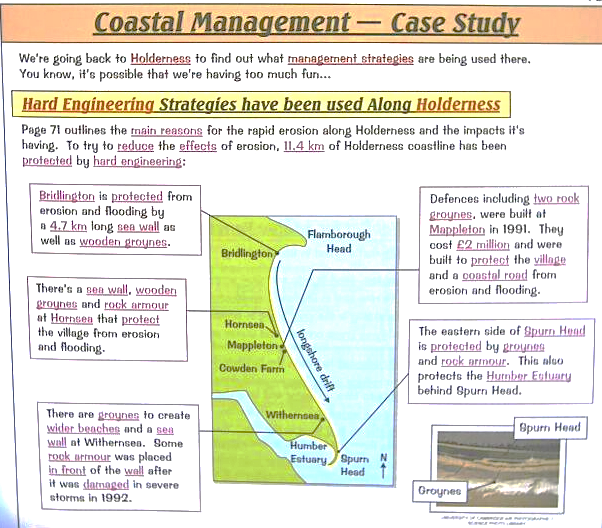 Coastal Management — Case Study
We're going back to Holderness to find out what management strategies are being used there.
You know, it's possible that we're having too much fun...
Hard Engineering Strategies have been used Along Holderness
Page 71 outlines the main reasons for the rapid erosion along Holderness and the impacts it's
having. To try to reduce the effects of erosion, 11.4 km of Holderness coastline has been
protected by hard engineering:
Bridlington is protected from
erosion and flooding by
a 4.7 km long sea wall as
well as wooden groynes.
There's a sea wall, wooden
groynes and rock armour
at Hornsea that protect
the village from erosion
and flooding.
There are groynes to create
wider beaches and a sea
wall at Withernsea. Some
rock armour was placed
in front of the wall after
it was damaged in severe
storms in 1992.
Flamborough
Head
Bridlington
Hornsea
Mappleton
Cowden Farm
longshore drift
Withernsea
Humber
Estuary
Spurn
Head
N
Defences including two rock
groynes, were built at
Mappleton in 1991. They
cost £2 million and were
built to protect the village
and a coastal road from
erosion and flooding.
The eastern side of Spurn Head
is protected by groynes
and rock armour. This also
protects the Humber Estuary
behind Spurn Head.
Spurn Head
Groynes